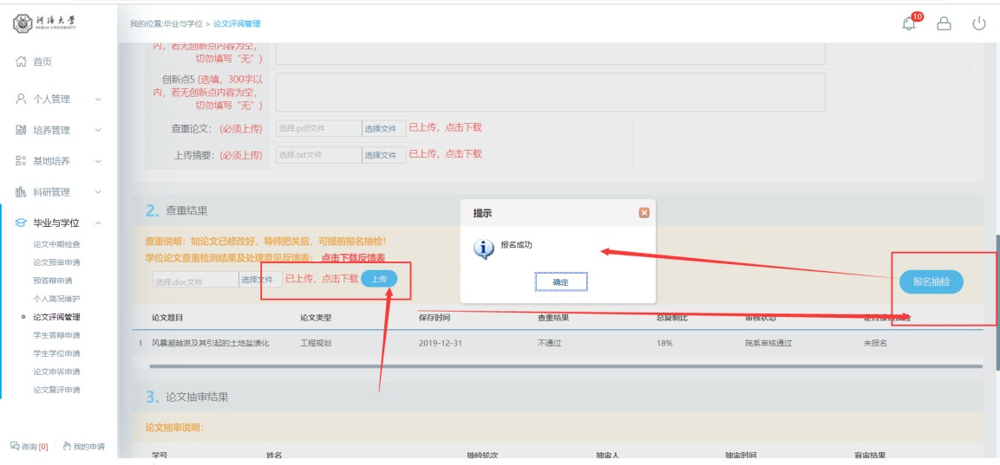 河海大学
HOHAI UNIVERSITY
我的位置:毕业与学位 > 论文评阅管理
10
首页
个人管理
培养管理
基地培养
科研管理
毕业与学位
论文中期检查
论文预审申请
预答辩申请
个人简况维护
论文评阅管理
学生答辩申请
学生学位申请
论文申诉申请
论文复评申请
咨询[0]
我的申请
内，若无创新点内容为空，
切勿填写“无”）
创新点5 (选填，300字以
内，若无创新点内容为空，
切勿填写“无”）
查重论文：(必须上传)
选择.pdf文件
选择文件
已上传，点击下载
上传摘要：(必须上传)
选择.txt文件
选择文件
已上传，点击下载
2. 查重结果
查重说明：如论文已修改好，导师把关后，可提前报名抽检！
学位论文查重检测结果及处理意见反馈表：点击下载反馈表
选择.doc文件
选择文件
已上传，点击下载
上传
报名抽检
提示
报名成功
确定
论文题目 论文类型 保存时间 查重结果 总复制比 审核状态 是否报名抽检
1 风暴潮越浪及其引起的土地盐渍化 工程规划 2019-12-31 不通过 18% 院系审核通过 未报名
3. 论文抽审结果
论文抽审说明：
学号 姓名 抽检轮次 抽审人 抽审时间 盲审结果